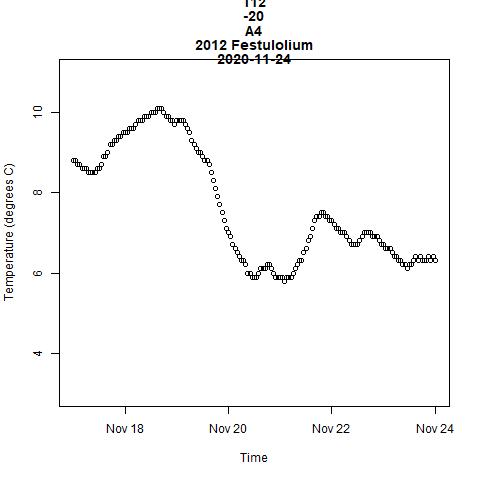 T12
-20
A4
2012 Festulolium
2020-11-24
Temperature (degrees C)
10
8
6
4
Nov 18
Nov 20
Nov 22
Nov 24
Time